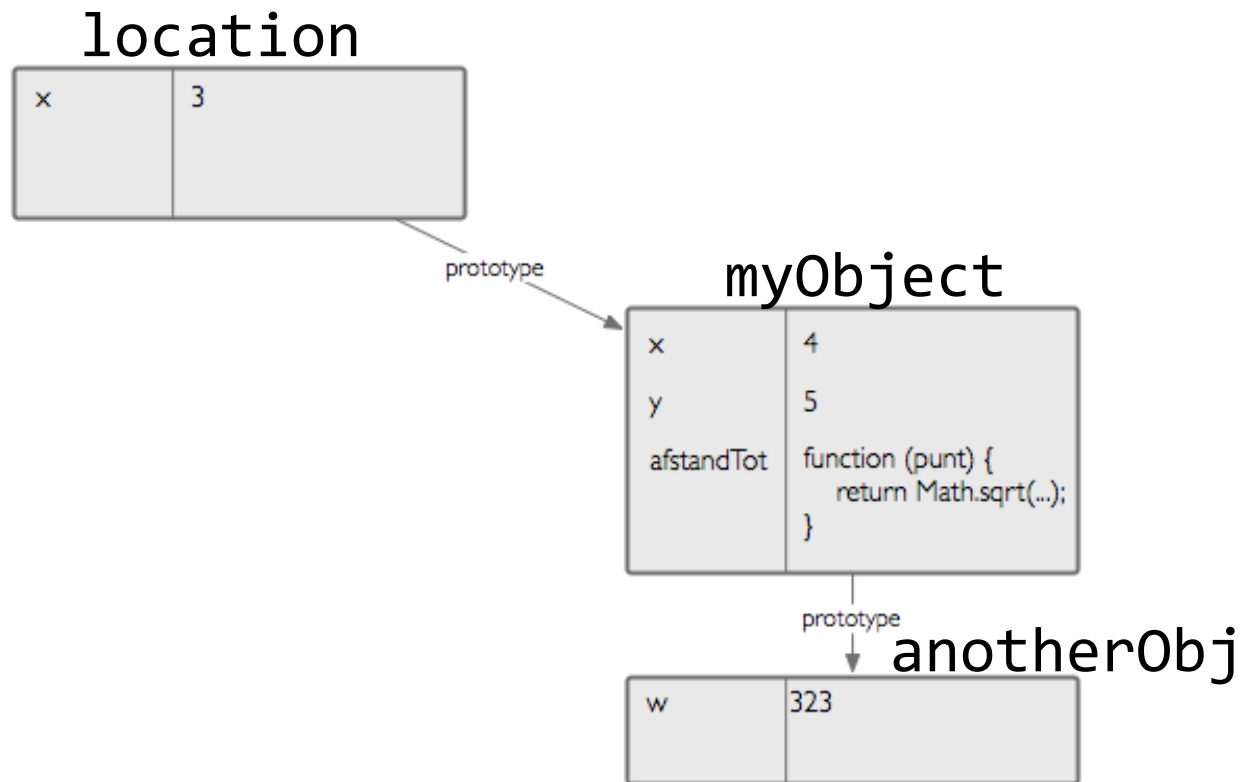 location
x 3
prototype
myObject
x 4
y 5
afstandTot function (punt) {
return Math.sqrt(...);
}
prototype
anotherObj
w 323